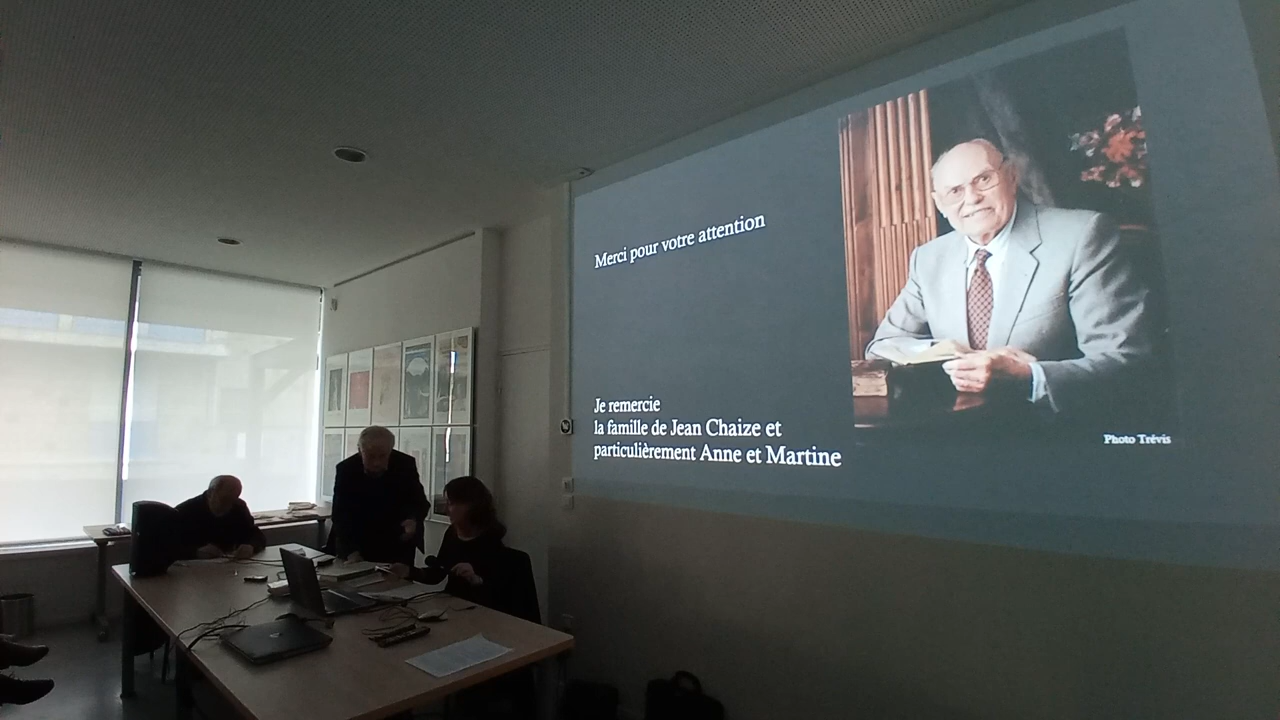 Merci pour votre attention
Je remercie
la famille de Jean Chaize et
particulièrement Anne et Martine
Photo Trévis